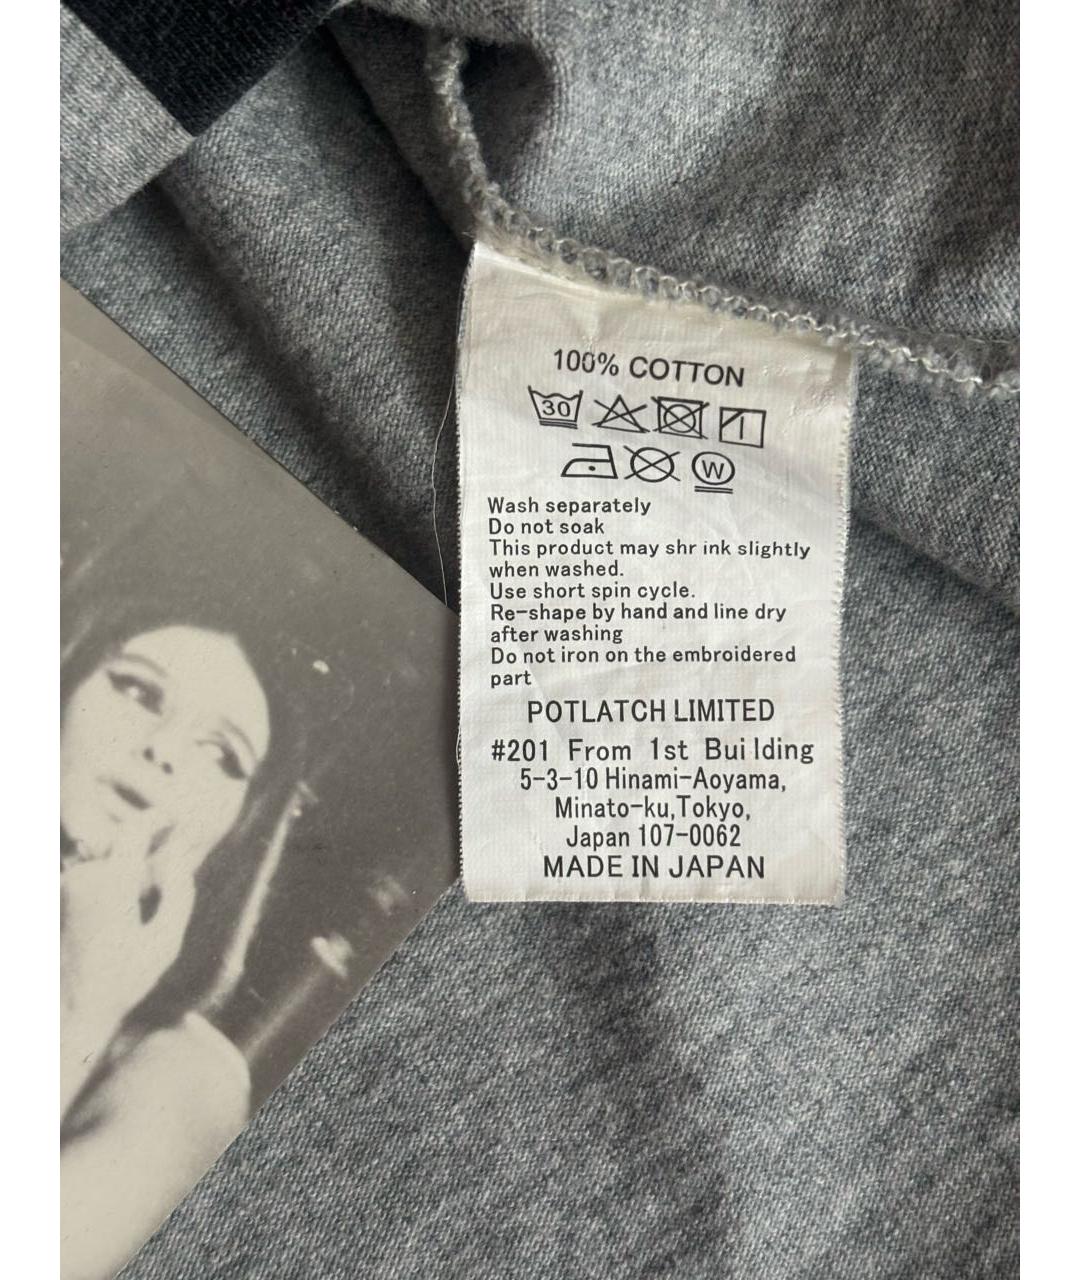 100% COTTON
30
W
Wash separately
Do not soak
This product may shr ink slightly
when washed.
Use short spin cycle.
Re-shape by hand and line dry
after washing
Do not iron on the embroidered
part
POTLATCH LIMITED
#201 From 1st Building
5-3-10 Hinami-Aoyama,
Minato-ku,Tokyo,
Japan 107-0062
MADE IN JAPAN